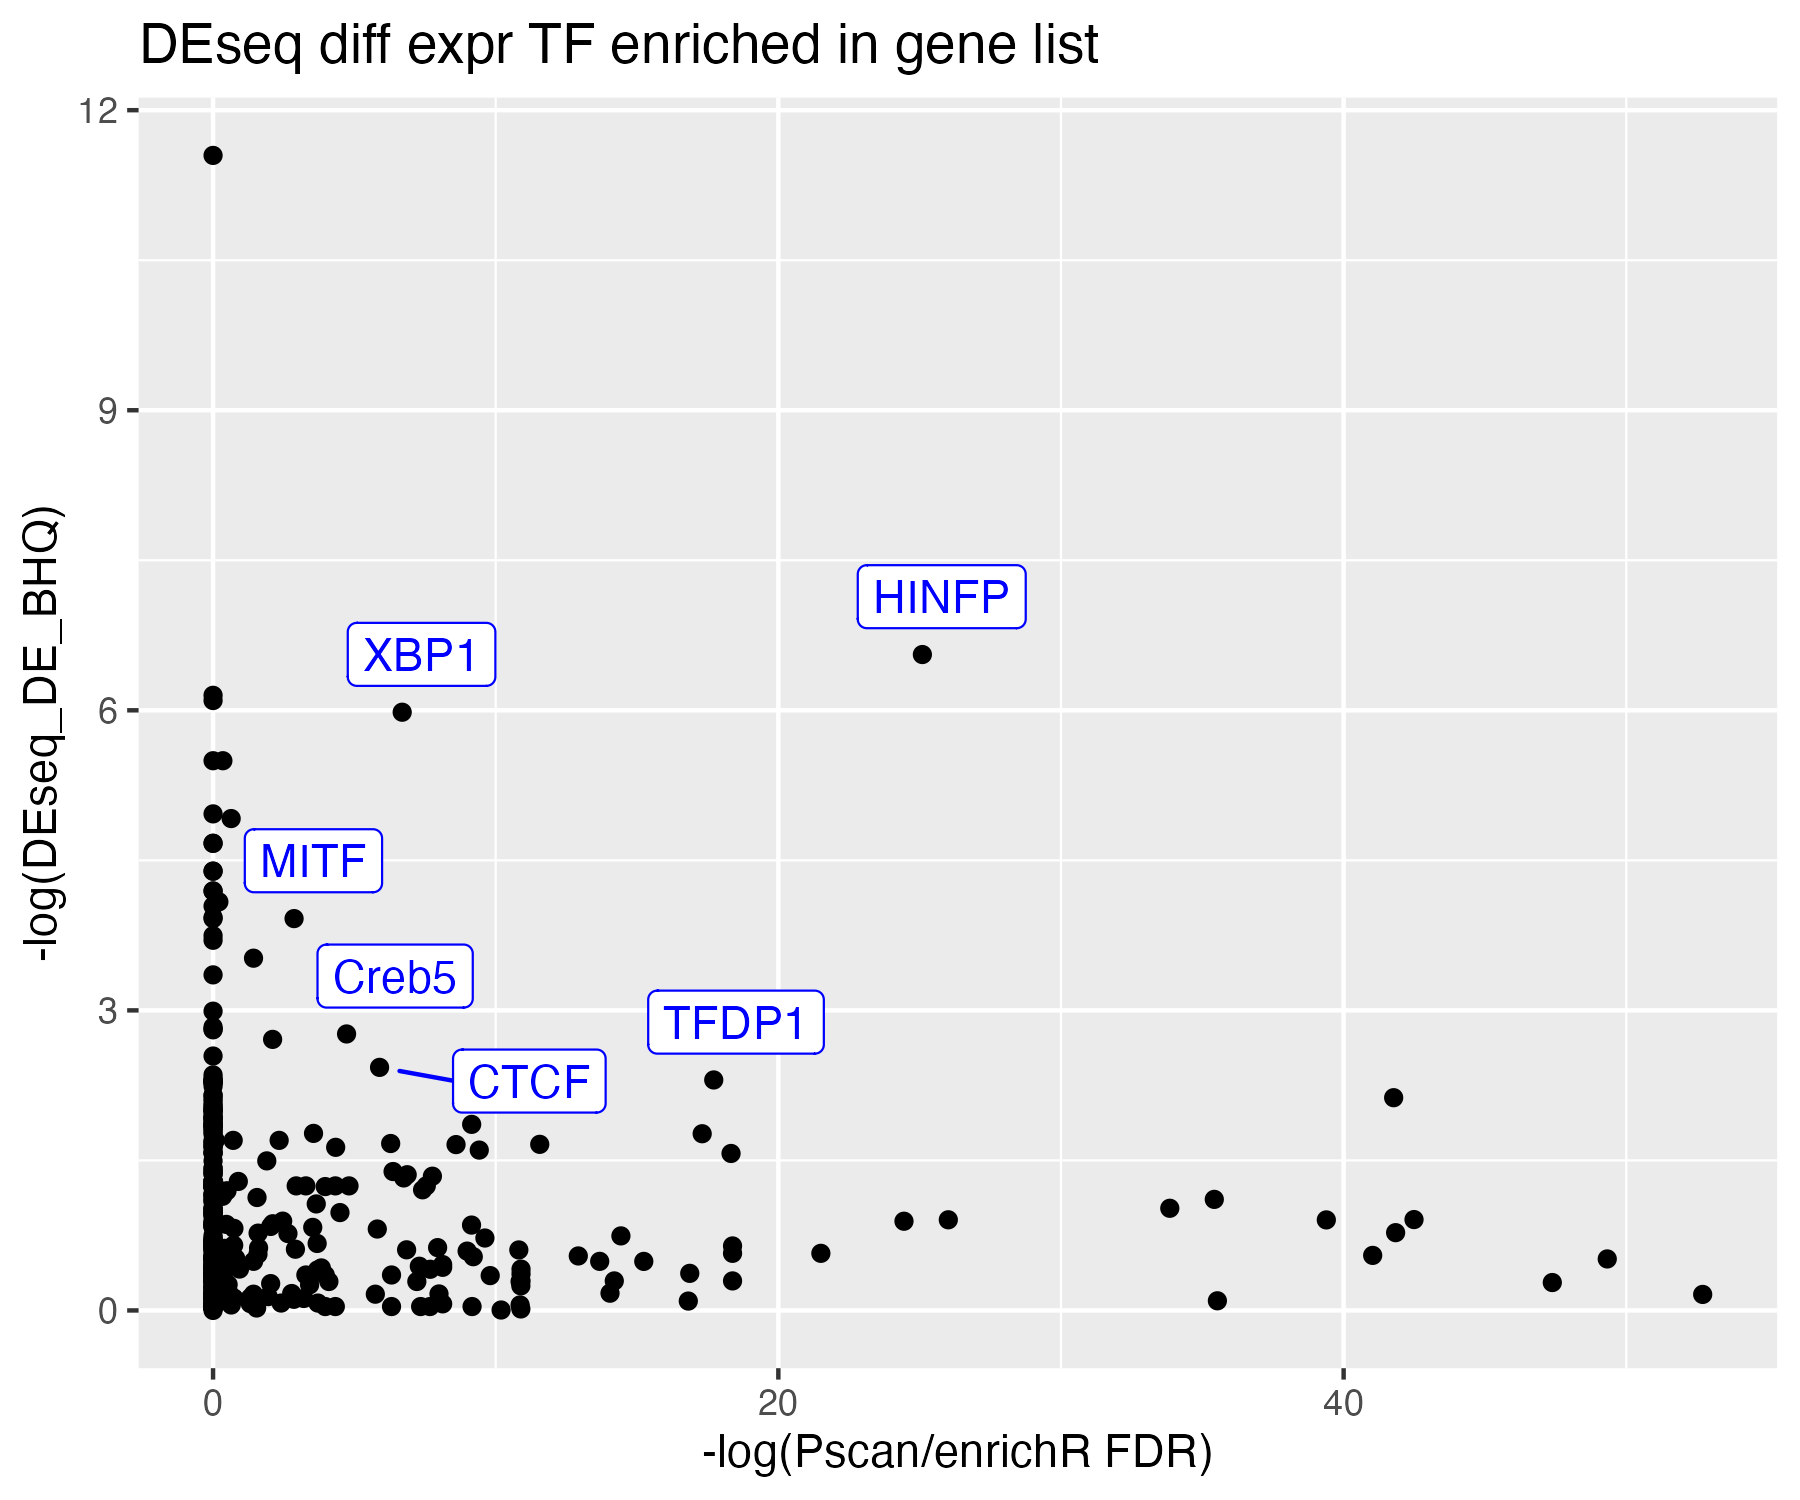 DEseq diff expr TF enriched in gene list
-log(DEseq_DE_BHQ)
12
9
6
3
0
HINFP
XBP1
MITF
Creb5
TFDP1
CTCF
0
20
40
-log(Pscan/enrichR FDR)